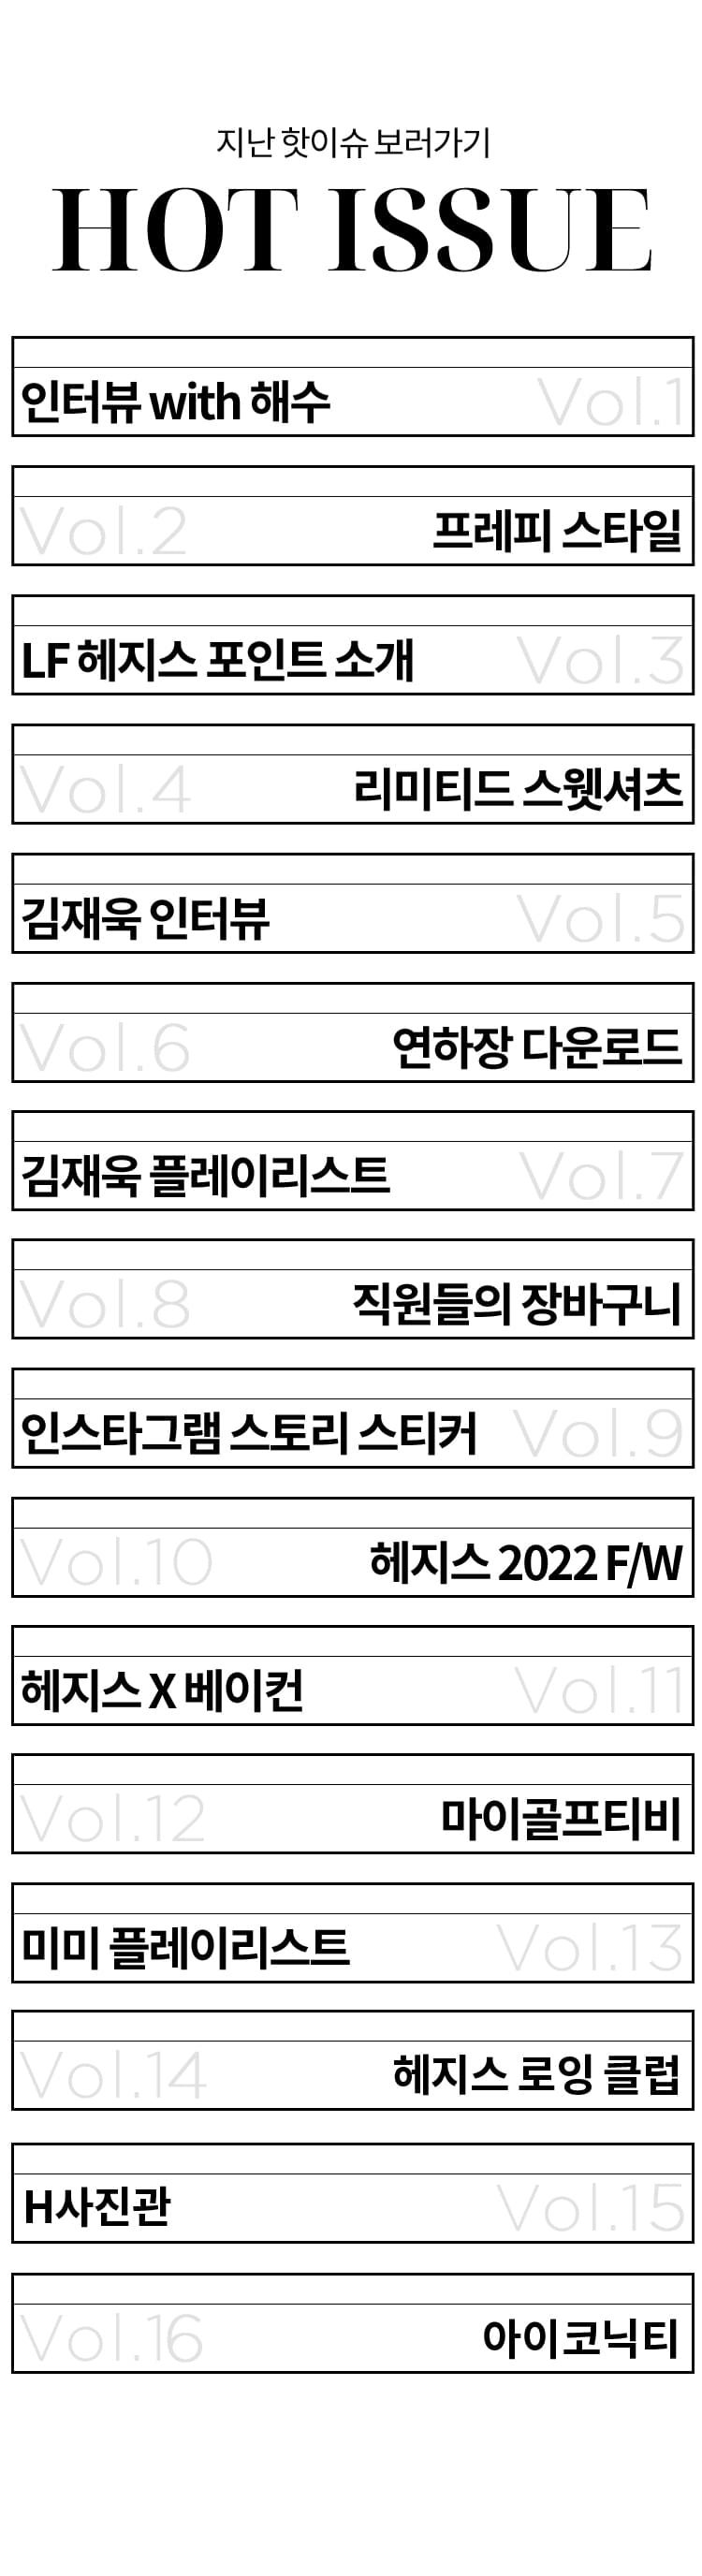 지난 핫이슈 보러가기
HOT ISSUE
인터뷰 with 해수 Vol.1
Vol.2 프레피 스타일
LF 헤지스 포인트 소개 Vol.3
Vol.4 리미티드 스웻셔츠
김재욱 인터뷰 Vol.5
Vol.6 연하장 다운로드
김재욱 플레이리스트 Vol.7
Vol.8 직원들의 장바구니
인스타그램 스토리 스티커 Vol.9
Vol.10 헤지스 2022 F/W
헤지스 X 베이컨 Vol.11
Vol.12 마이골프티비
미미 플레이리스트 Vol.13
Vol.14 헤지스 로잉 클럽
H사진관 Vol.15
Vol.16 아이코닉티